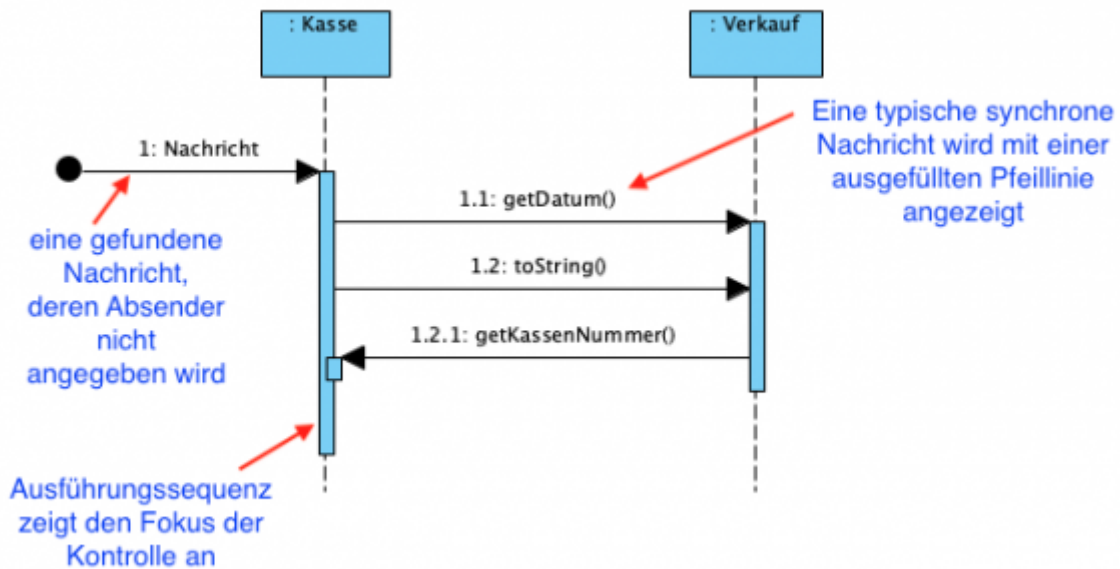 : Kasse
: Verkauf
Eine typische synchrone
Nachricht wird mit einer
ausgefüllten Pfeillinie
angezeigt
1: Nachricht
1.1: getDatum()
eine gefundene
Nachricht,
deren Absender
nicht
angegeben wird
1.2: toString()
1.2.1: getKassenNummer()
Ausführungssequenz
zeigt den Fokus der
Kontrolle an